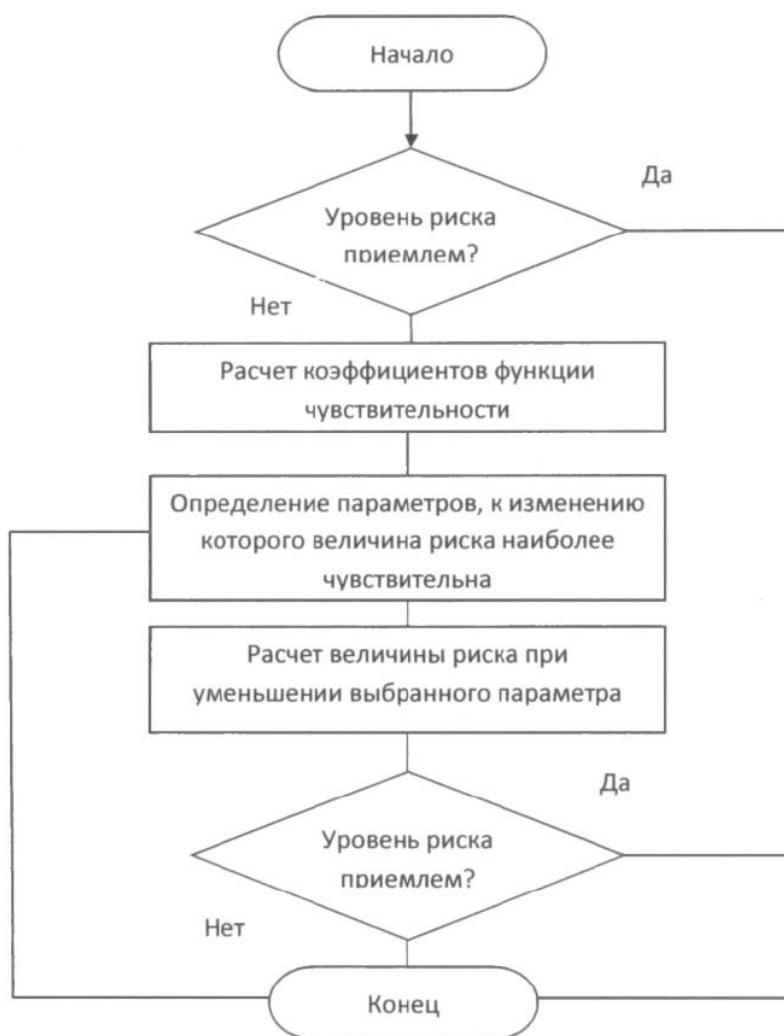 Начало
Да
Уровень риска
приемлем?
Нет
Расчет коэффициентов функции
чувствительности
Определение параметров, к изменению
которого величина риска наиболее
чувствительна
Расчет величины риска при
уменьшении выбранного параметра
Да
Уровень риска
приемлем?
Нет
Конец